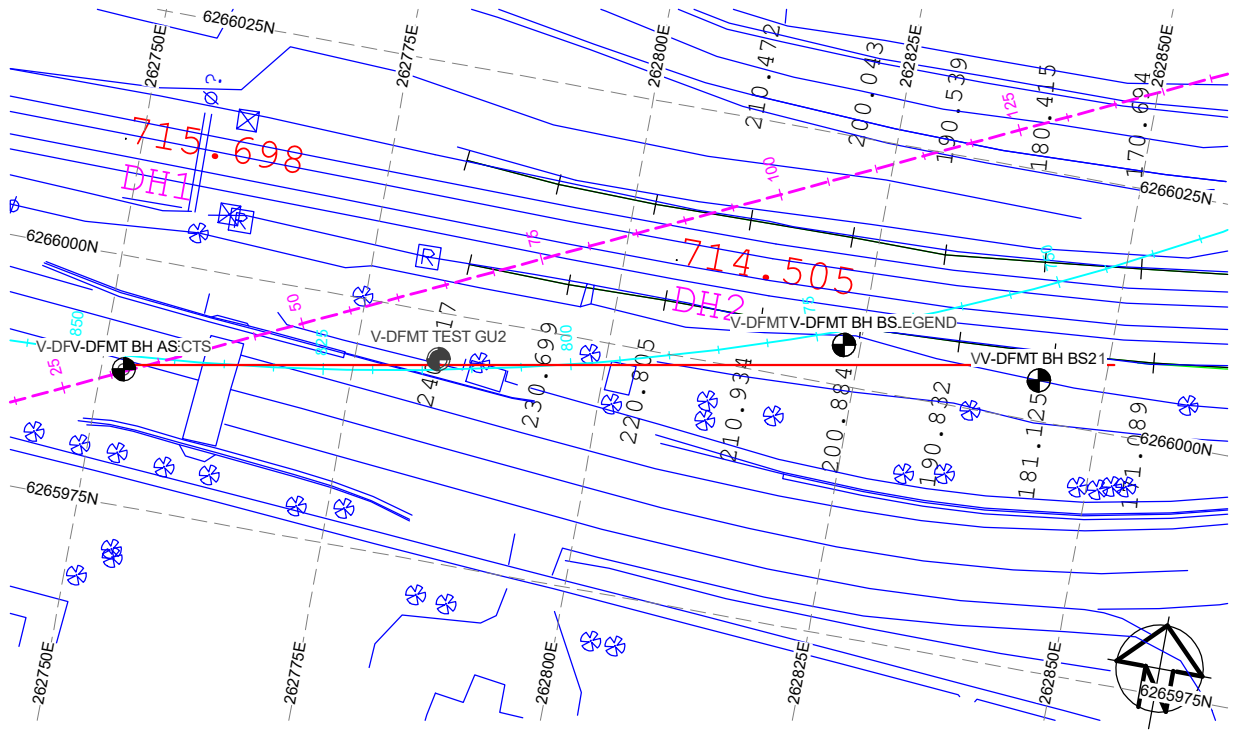 6266025N
262750E
262775E
262800E
262825E
262850E
210.472
200.043
190.539
180.415
170.694
125
Ø?
715.698
DH1
100
6266025N
R
6266000N
R
75
714.505
DH2
50
850
825
800
75
750
V-DFMT TEST GU2
V-DFMT BH AS
CTS
V-DFMT BH BS
EGEND
VV-DFMT BH BS21
25
230.699
220.805
210.934
200.884
190.832
181.125
6266000N
6265975N
262750E
262775E
262800E
262825E
262850E
6265975N